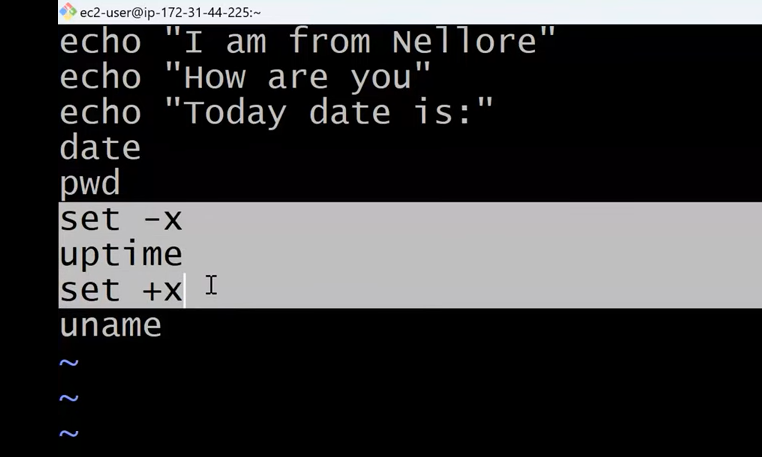 ec2-user@ip-172-31-44-225:~
echo "I am from Nellore"
echo "How are you"
echo "Today date is:"
date
pwd
set -x
uptime
set +x
uname
~
~
~